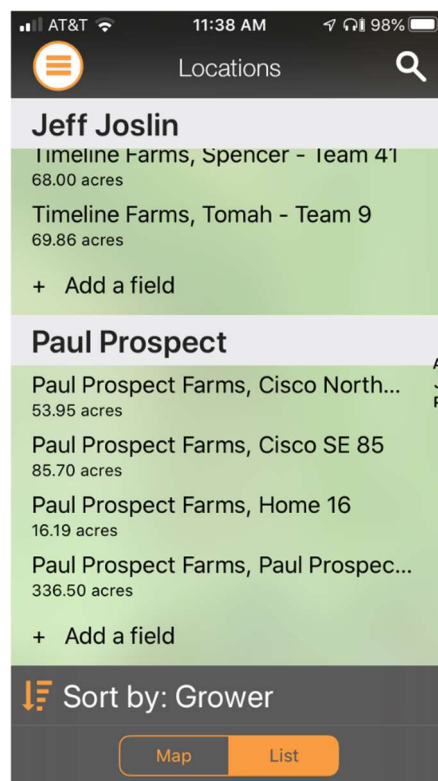 AT&T 11:38 AM 98%
Locations
Jeff Joslin
Timeline Farms, Spencer - Team 41
68.00 acres
Timeline Farms, Tomah - Team 9
69.86 acres
+ Add a field
Paul Prospect
Paul Prospect Farms, Cisco North...
53.95 acres
Paul Prospect Farms, Cisco SE 85
85.70 acres
Paul Prospect Farms, Home 16
16.19 acres
Paul Prospect Farms, Paul Prospec...
336.50 acres
+ Add a field
Sort by: Grower
Map List